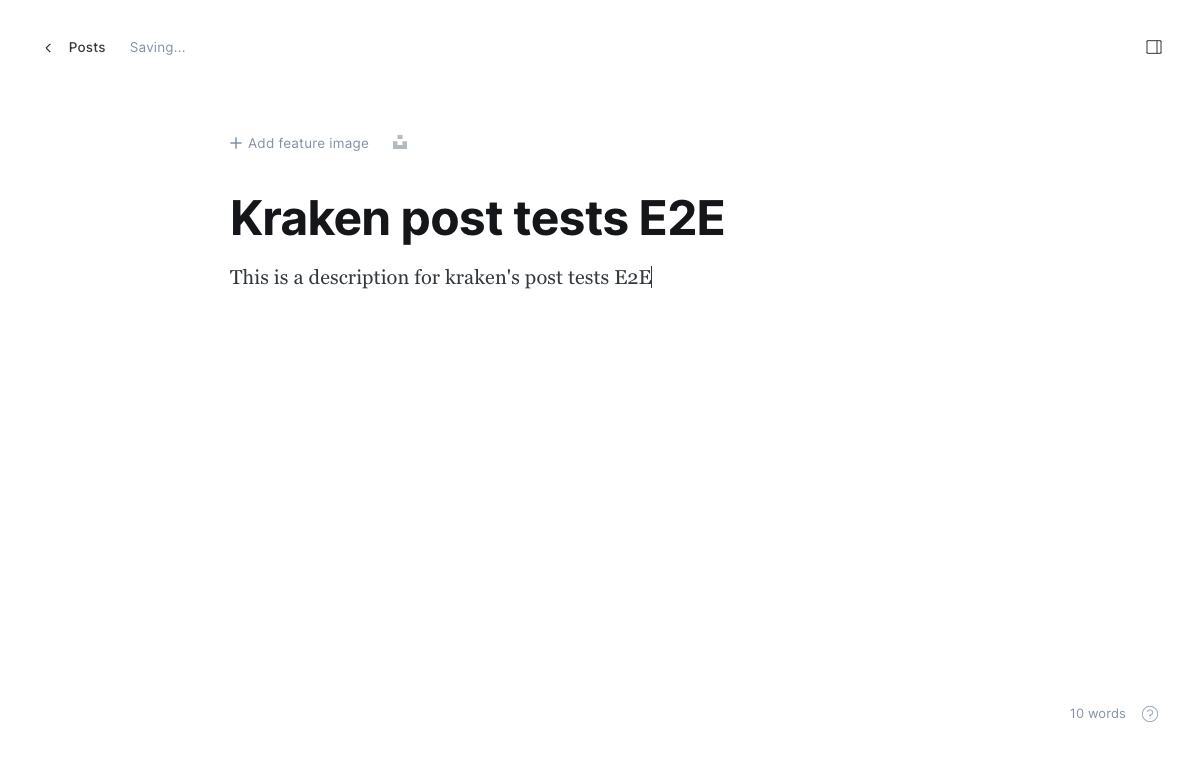 Posts Saving...
Add feature image
Kraken post tests E2E
This is a description for kraken's post tests E2E
10 words